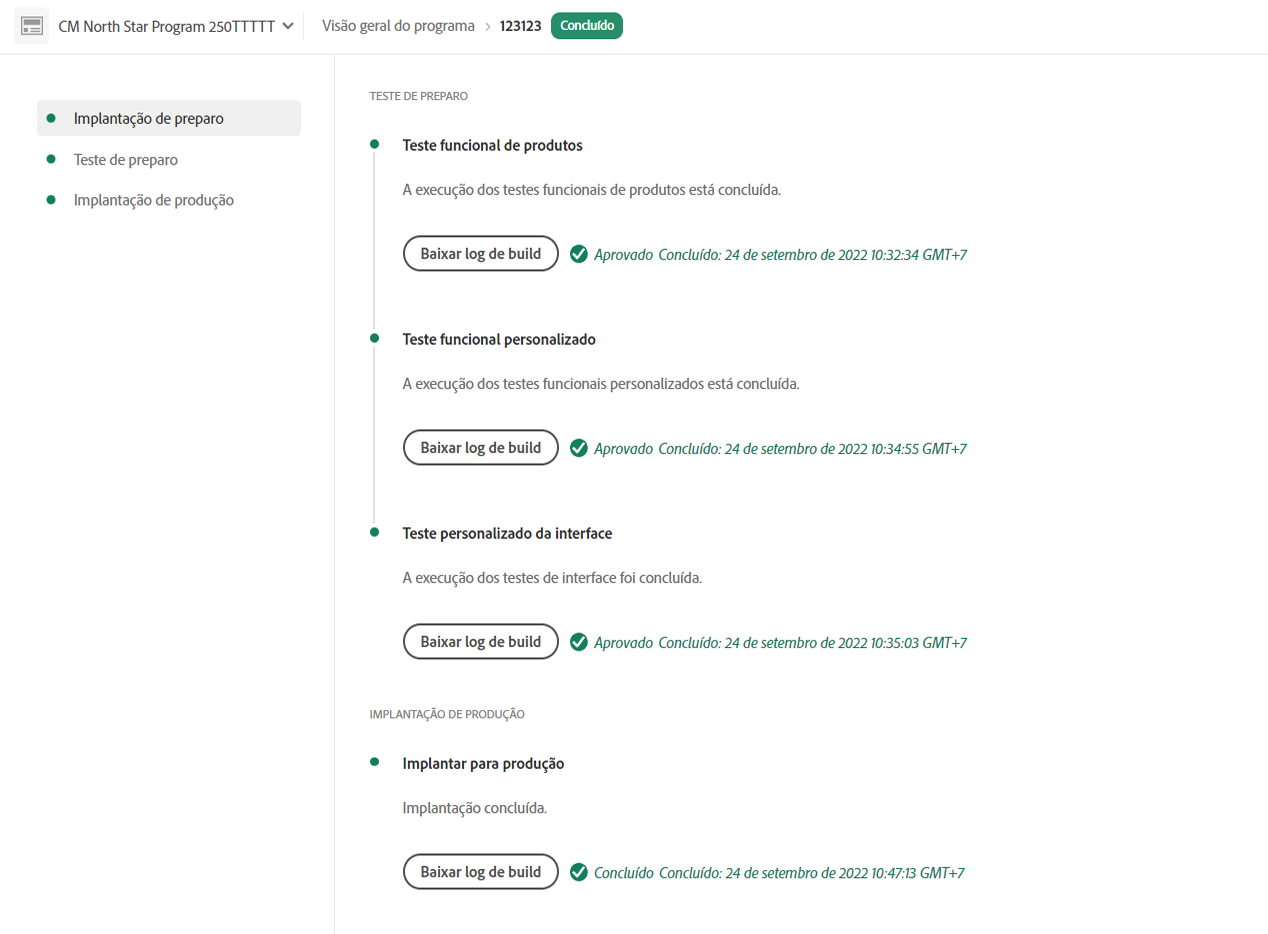 CM North Star Program 250TTTTT
Visão geral do programa > 123123 Concluído
Implantação de preparo
Teste de preparo
Implantação de produção
TESTE DE PREPARO
Teste funcional de produtos
A execução dos testes funcionais de produtos está concluída.
Baixar log de build Aprovado Concluído: 24 de setembro de 2022 10:32:34 GMT+7
Teste funcional personalizado
A execução dos testes funcionais personalizados está concluída.
Baixar log de build Aprovado Concluído: 24 de setembro de 2022 10:34:55 GMT+7
Teste personalizado da interface
A execução dos testes de interface foi concluída.
Baixar log de build Aprovado Concluído: 24 de setembro de 2022 10:35:03 GMT+7
IMPLANTAÇÃO DE PRODUÇÃO
Implantar para produção
Implantação concluída.
Baixar log de build Concluído Concluído: 24 de setembro de 2022 10:47:13 GMT+7